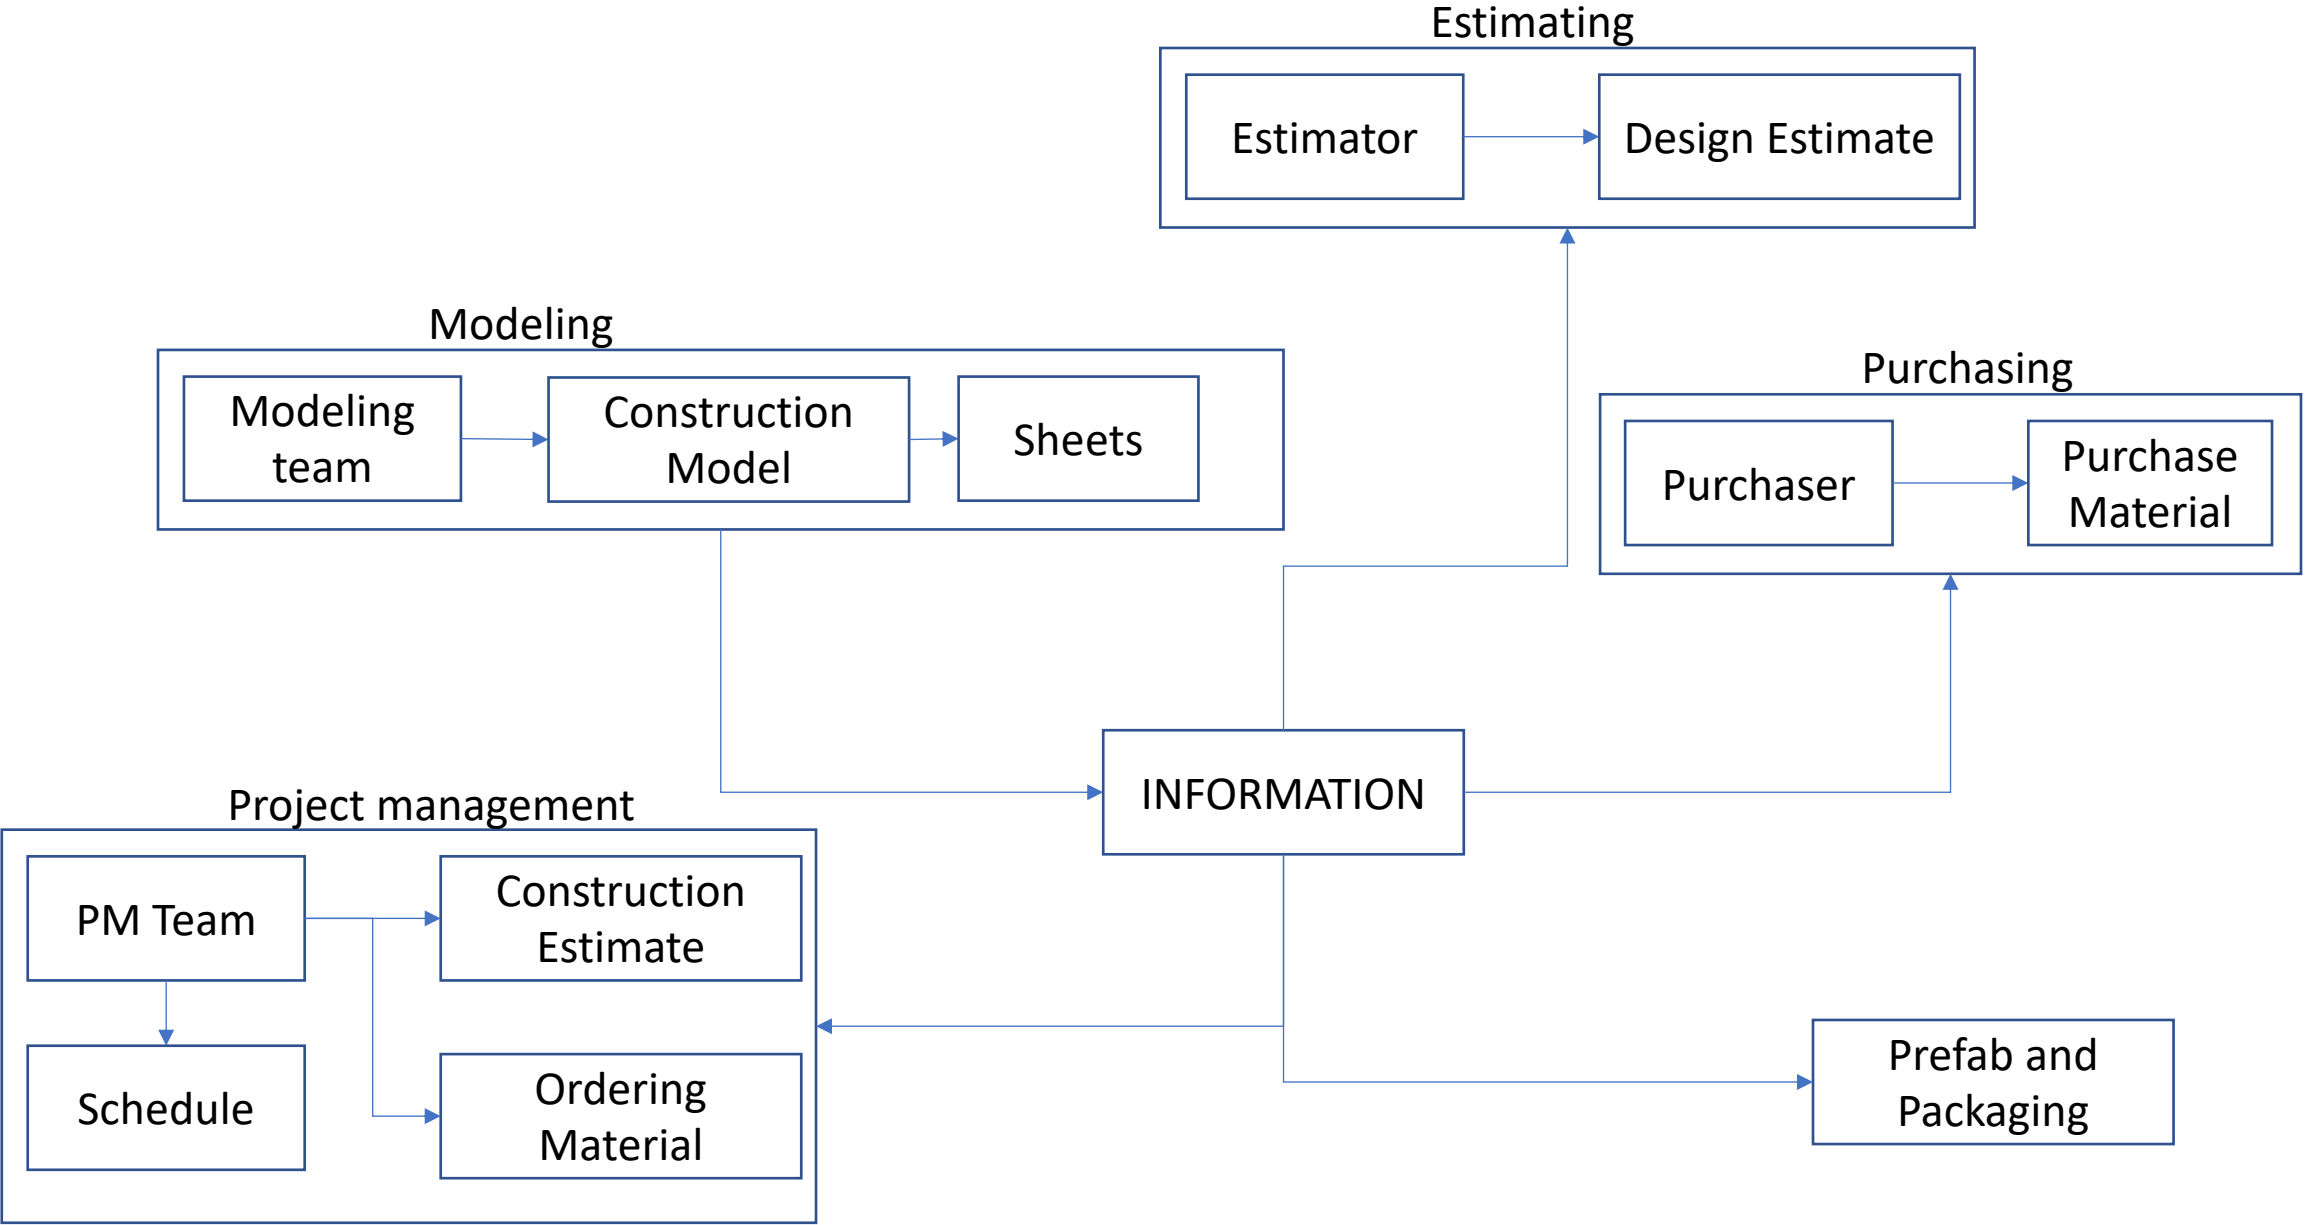 Estimating
Estimator
Design Estimate
Modeling
Modeling
team
Construction
Model
Sheets
Purchasing
Purchaser
Purchase
Material
INFORMATION
Project management
PM Team
Construction
Estimate
Schedule
Ordering
Material
Prefab and
Packaging